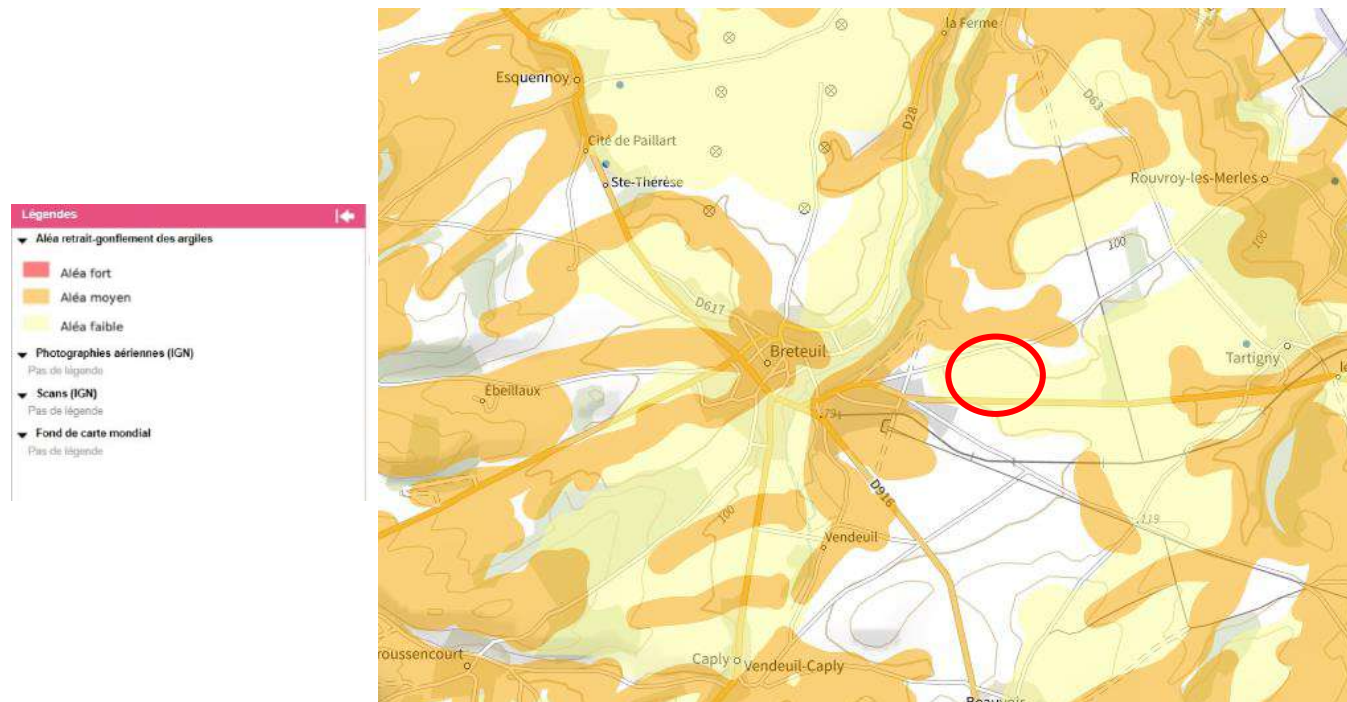 Légendes
Aléa retrait-gonflement des argiles
Aléa fort
Aléa moyen
Aléa faible
Photographies aériennes (IGN)
Pas de légende
Scans (IGN)
Pas de légende
Fond de carte mondial
Pas de légende
la Ferme
Esquennoy
D63
D28
Cité de Paillart
Ste-Thérèse
Rouvroy-les-Merles
100
100
D617
Breteuil
Tartigny
Ébeillaux
le
79
D916
100
119
Vendeuil
roussencourt
Caply
Vendeuil-Caply